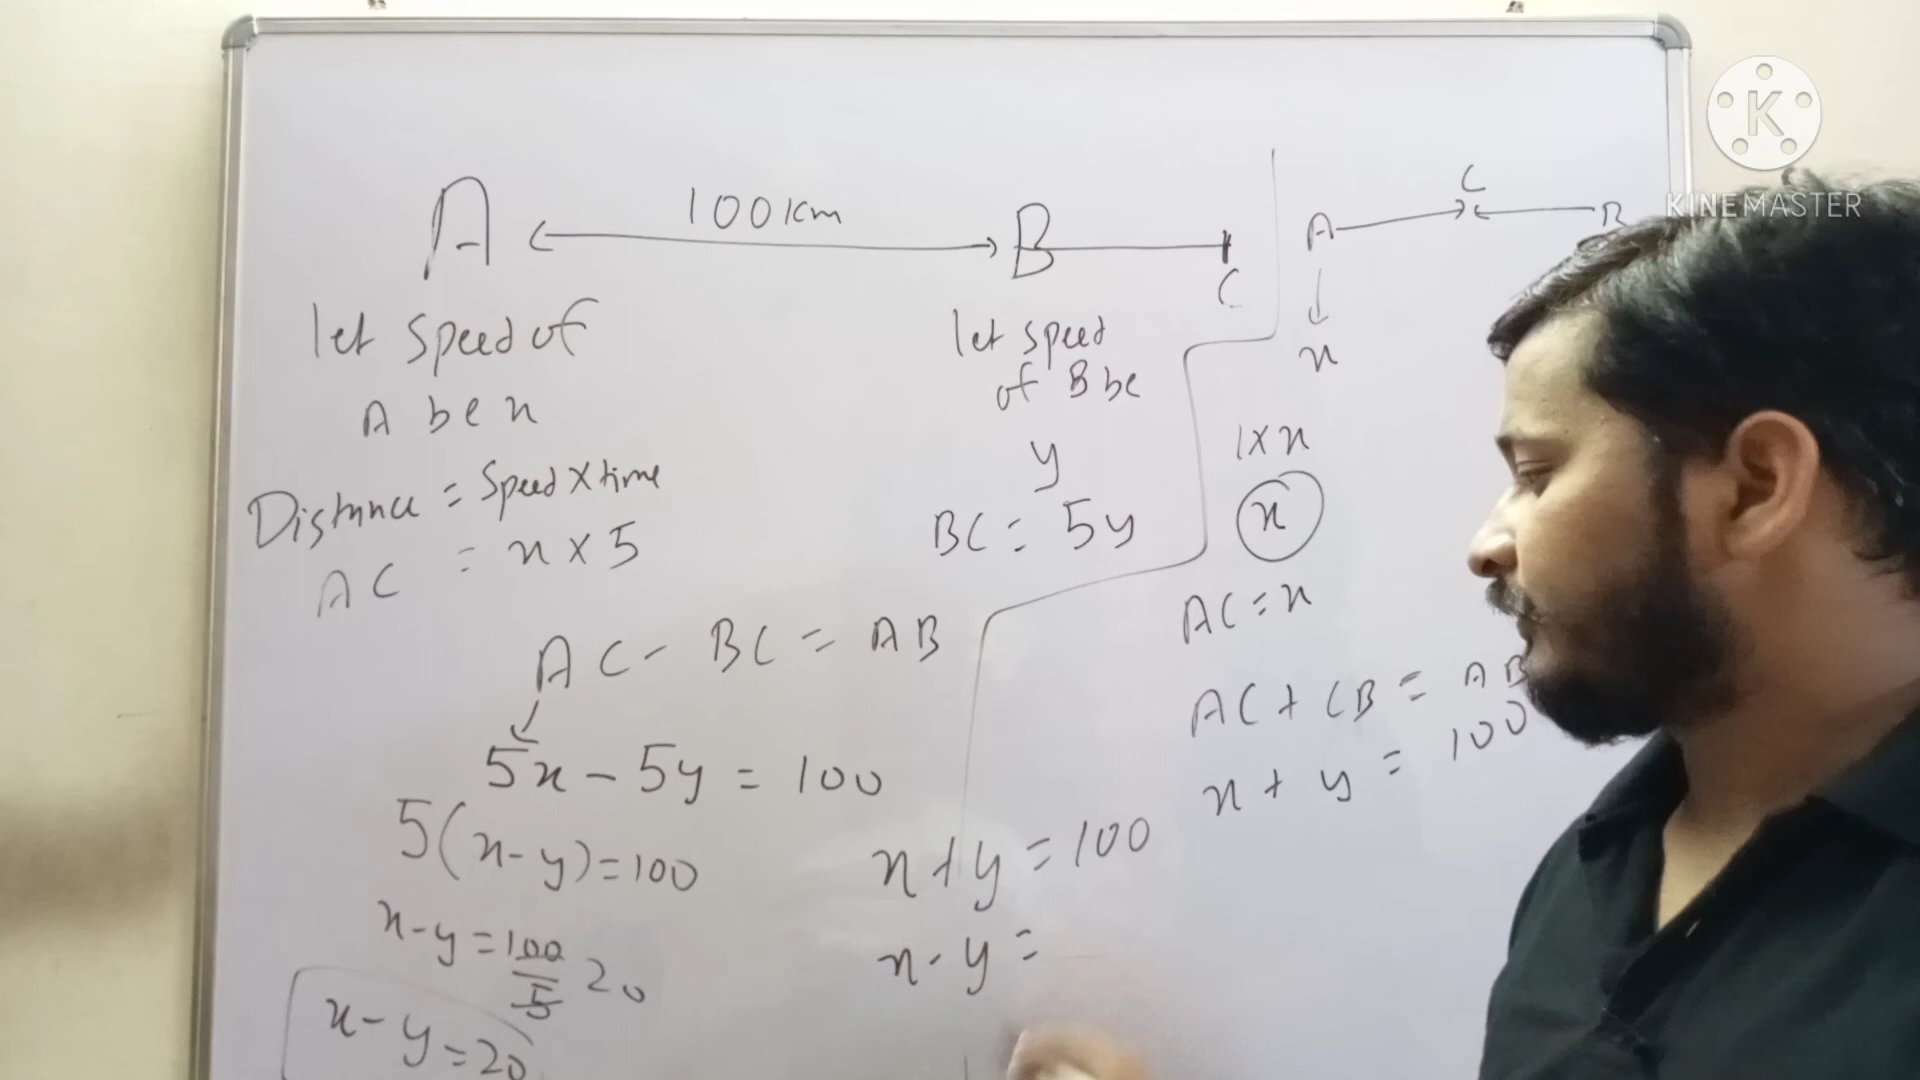 A 100km B C
let speed of
A be x
Distance = speed x time
AC = x x 5
let speed
of B be
y
BC = 5y
AC - BC = AB
5x - 5y = 100
5(x-y)=100
x-y=100/5 20
x-y=20
x+y=100
x-y=
A C B
x
1 x x
x
AC=x
AC+CB = AB
x + y = 100
K
KINEMASTER